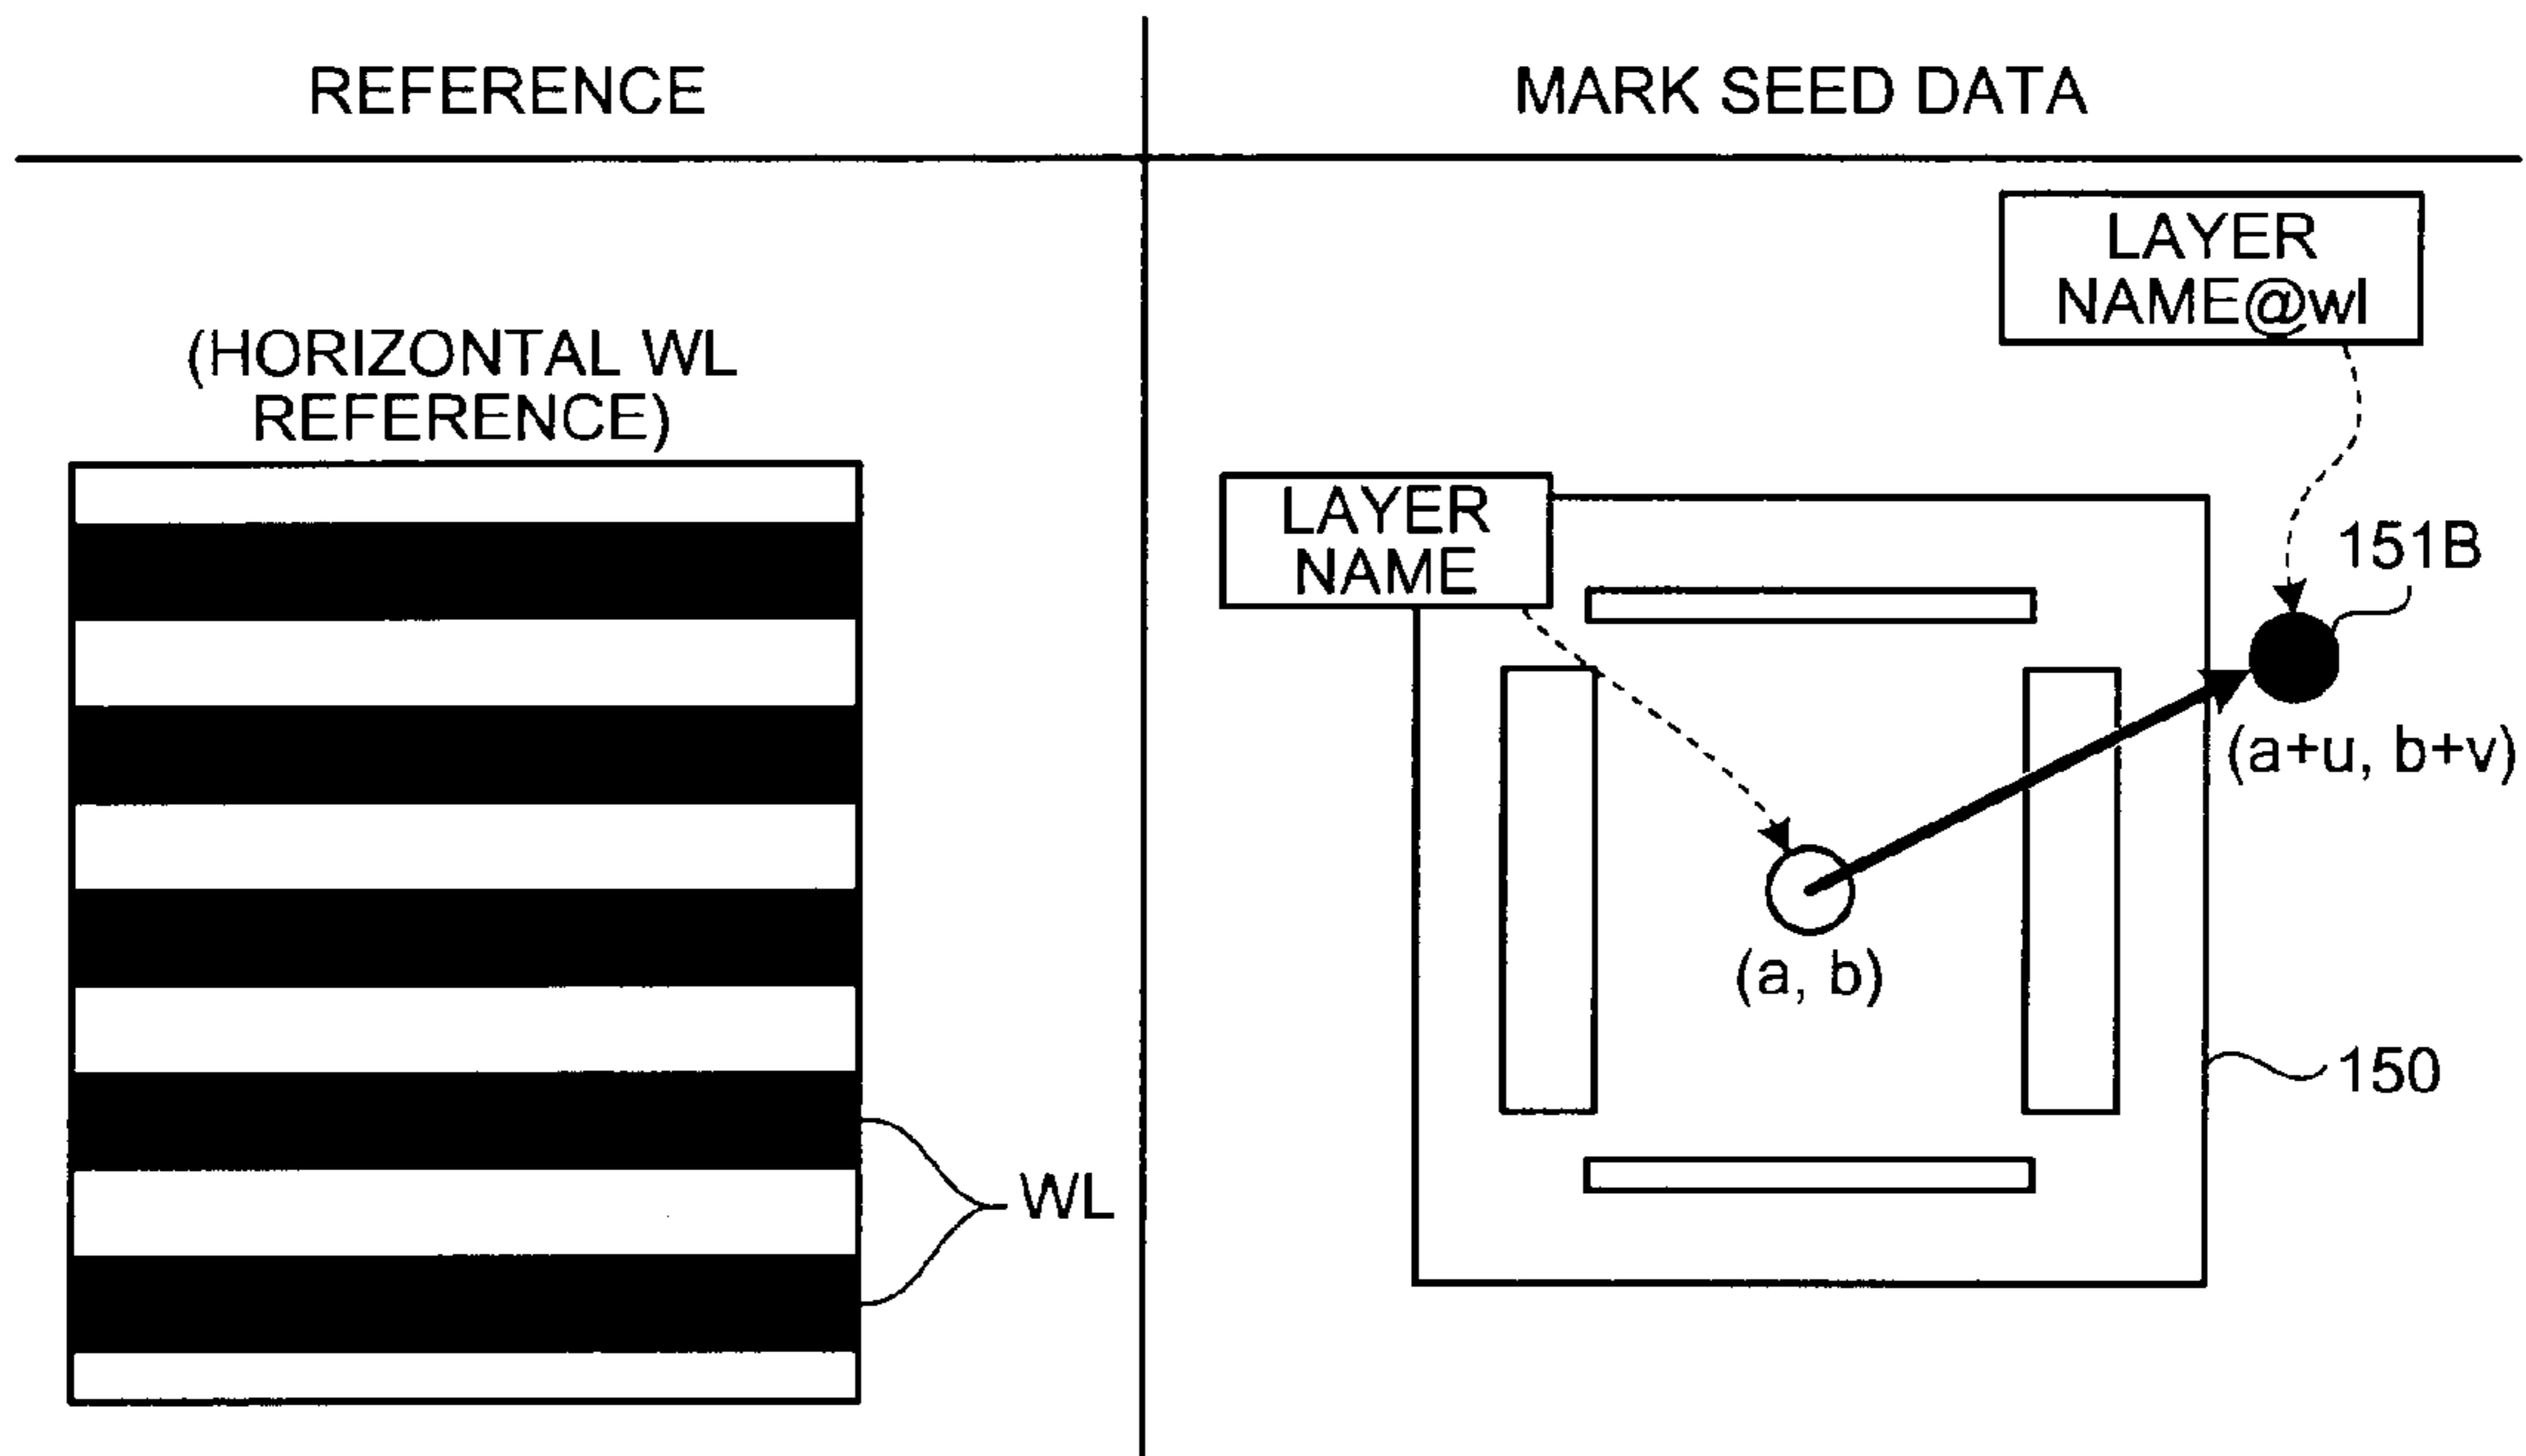 REFERENCE
MARK SEED DATA
(HORIZONTAL WL
REFERENCE)
WL
LAYER
NAME@wl
LAYER
NAME
151B
(a+u, b+v)
(a, b)
150